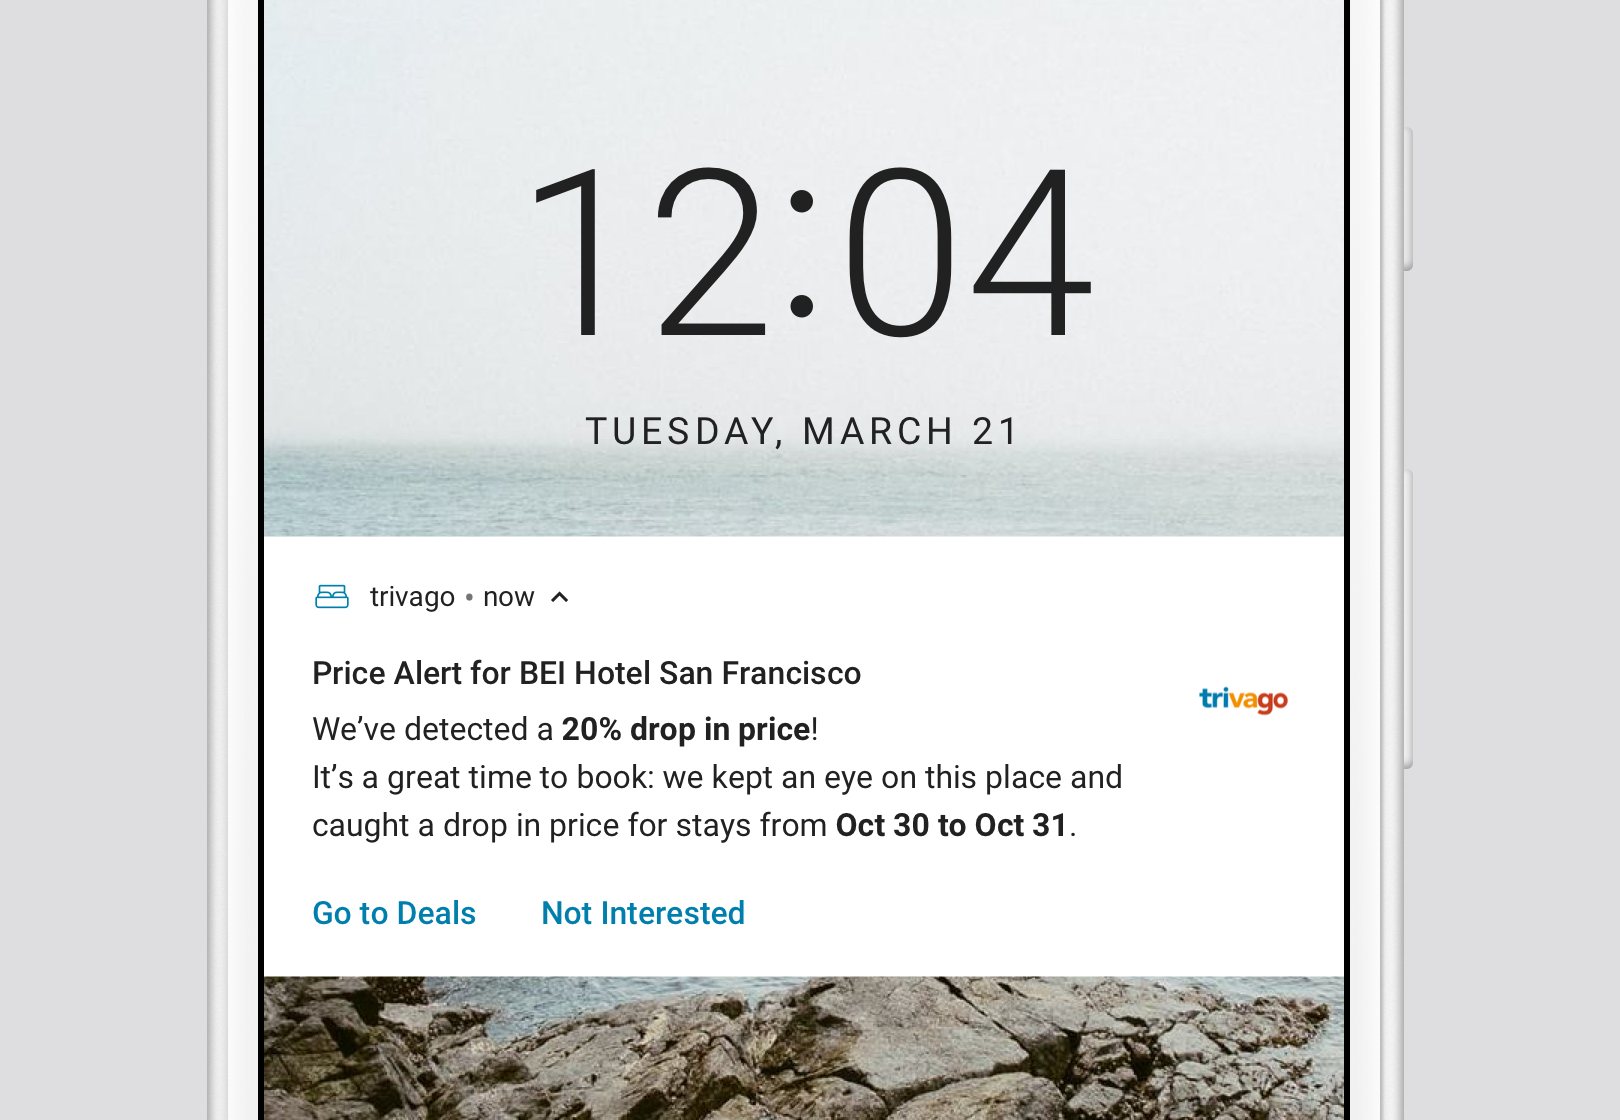 12:04
TUESDAY, MARCH 21
trivago • now
Price Alert for BEI Hotel San Francisco
trivago
We’ve detected a 20% drop in price!
It’s a great time to book: we kept an eye on this place and
caught a drop in price for stays from Oct 30 to Oct 31.
Go to Deals
Not Interested